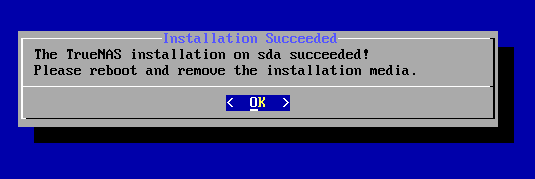 Installation Succeeded
The TrueNAS installation on sda succeeded!
Please reboot and remove the installation media.
< OK >